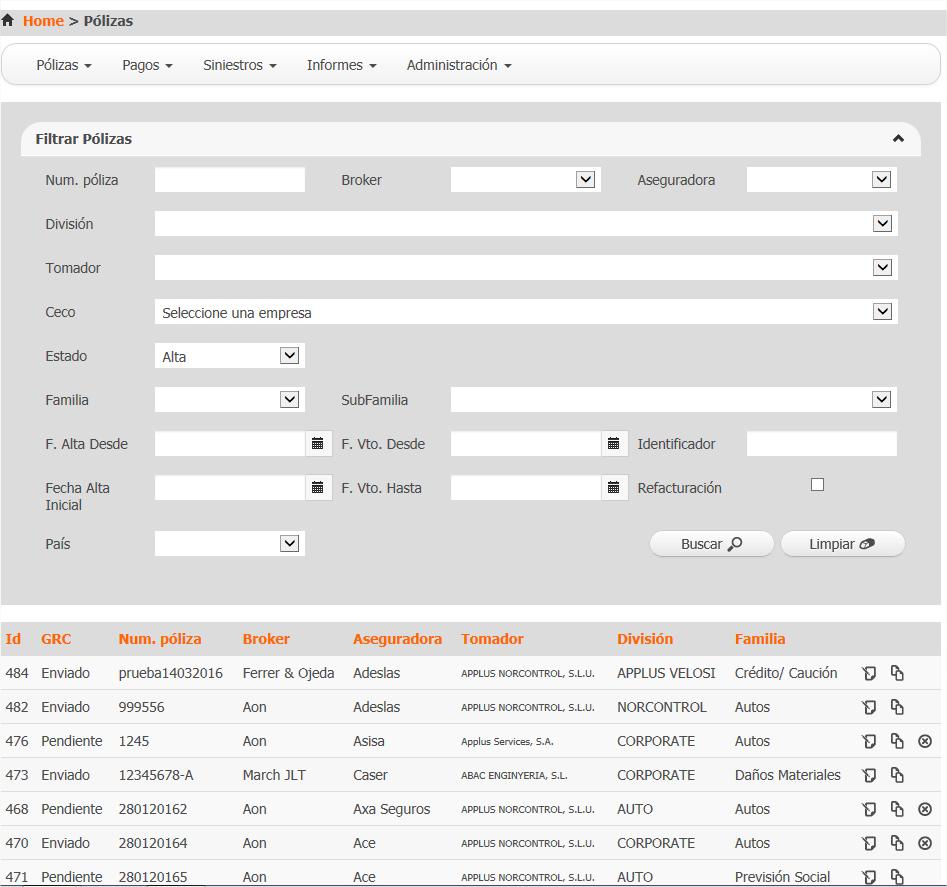 Home > Pólizas
Pólizas Pagos Siniestros Informes Administración
Filtrar Pólizas
Num. póliza Broker Aseguradora
División
Tomador
Ceco Seleccione una empresa
Estado Alta
Familia SubFamilia
F. Alta Desde F. Vto. Desde Identificador
Fecha Alta Inicial F. Vto. Hasta Refacturación
País Buscar Limpiar
Id GRC Num. póliza Broker Aseguradora Tomador División Familia
484 Enviado prueba14032016 Ferrer & Ojeda Adeslas APPLUS NORCONTROL, S.L.U. APPLUS VELOSI Crédito/ Caución
482 Enviado 999556 Aon Adeslas APPLUS NORCONTROL, S.L.U. NORCONTROL Autos
476 Pendiente 1245 Aon Asisa Applus Services, S.A. CORPORATE Autos
473 Enviado 12345678-A March JLT Caser ABAC ENGINYERIA, S.L. CORPORATE Daños Materiales
468 Pendiente 280120162 Aon Axa Seguros APPLUS NORCONTROL, S.L.U. AUTO Autos
470 Enviado 280120164 Aon Ace APPLUS NORCONTROL, S.L.U. CORPORATE Autos
471 Pendiente 280120165 Aon Ace APPLUS NORCONTROL, S.L.U. AUTO Previsión Social